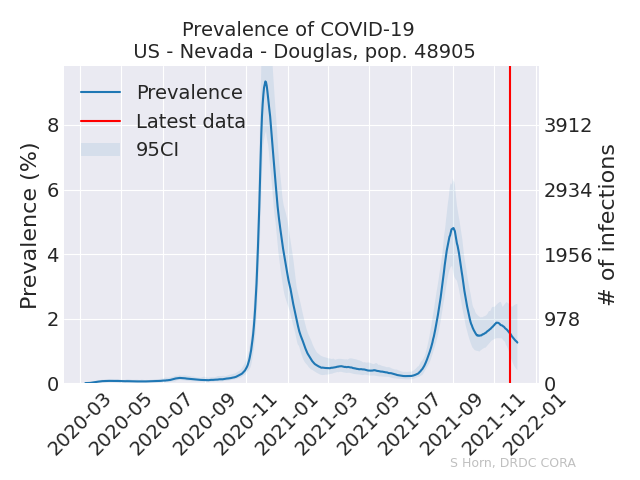 Prevalence of COVID-19
US - Nevada - Douglas, pop. 48905
Prevalence
Latest data
95CI
Prevalence (%)
8
6
4
2
0
3912
2934
1956
978
0
# of infections
2020-03
2020-05
2020-07
2020-09
2020-11
2021-01
2021-03
2021-05
2021-07
2021-09
2021-11
2022-01
S Horn, DRDC CORA